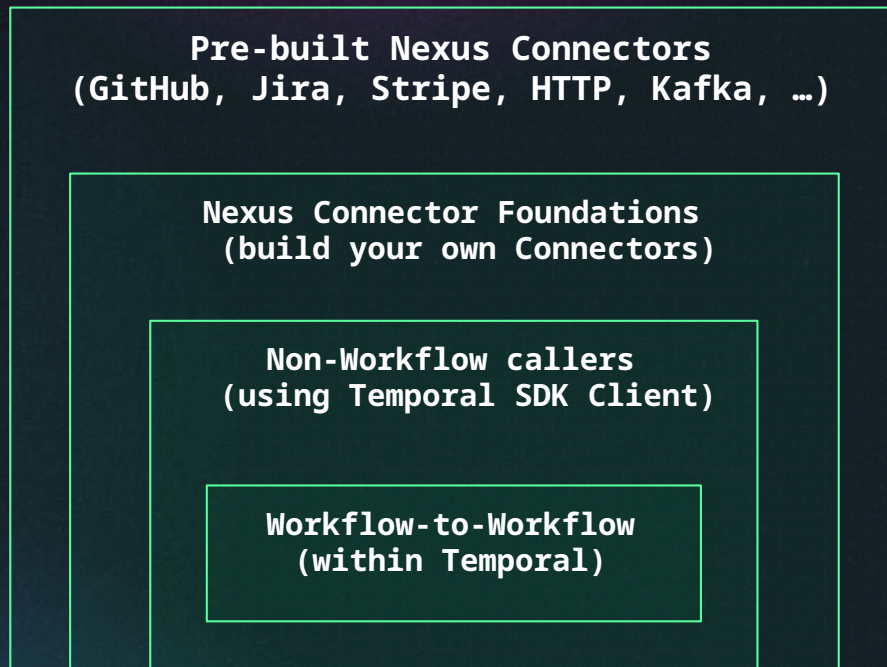 Pre-built Nexus Connectors
(GitHub, Jira, Stripe, HTTP, Kafka, …)
Nexus Connector Foundations
(build your own Connectors)
Non-Workflow callers
(using Temporal SDK Client)
Workflow-to-Workflow
(within Temporal)